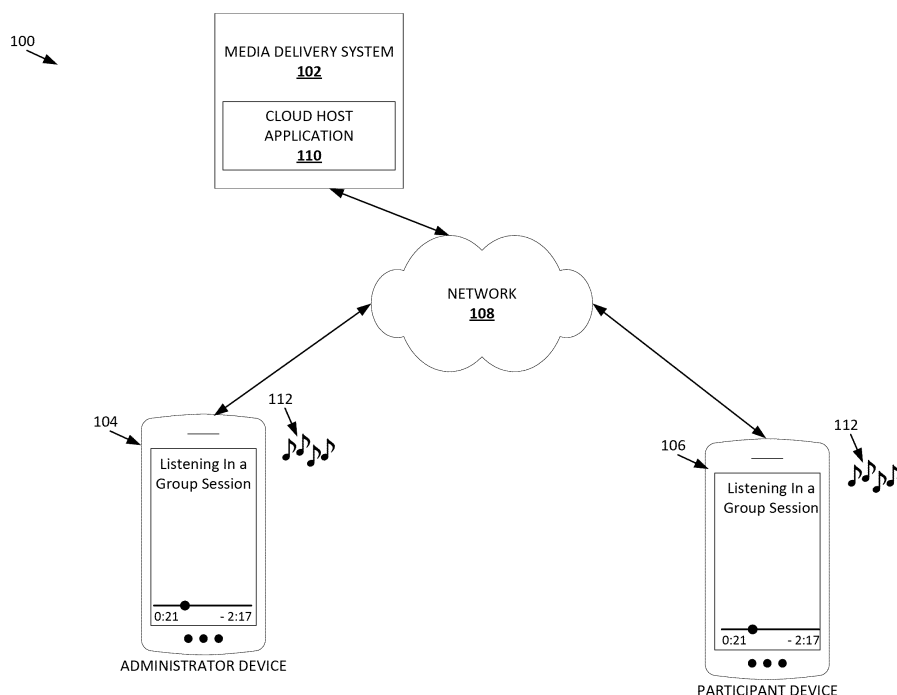 100
MEDIA DELIVERY SYSTEM
102
CLOUD HOST
APPLICATION
110
NETWORK
108
104
112
Listening In a
Group Session
0:21 - 2:17
ADMINISTRATOR DEVICE
106
112
Listening In a
Group Session
0:21 - 2:17
PARTICIPANT DEVICE